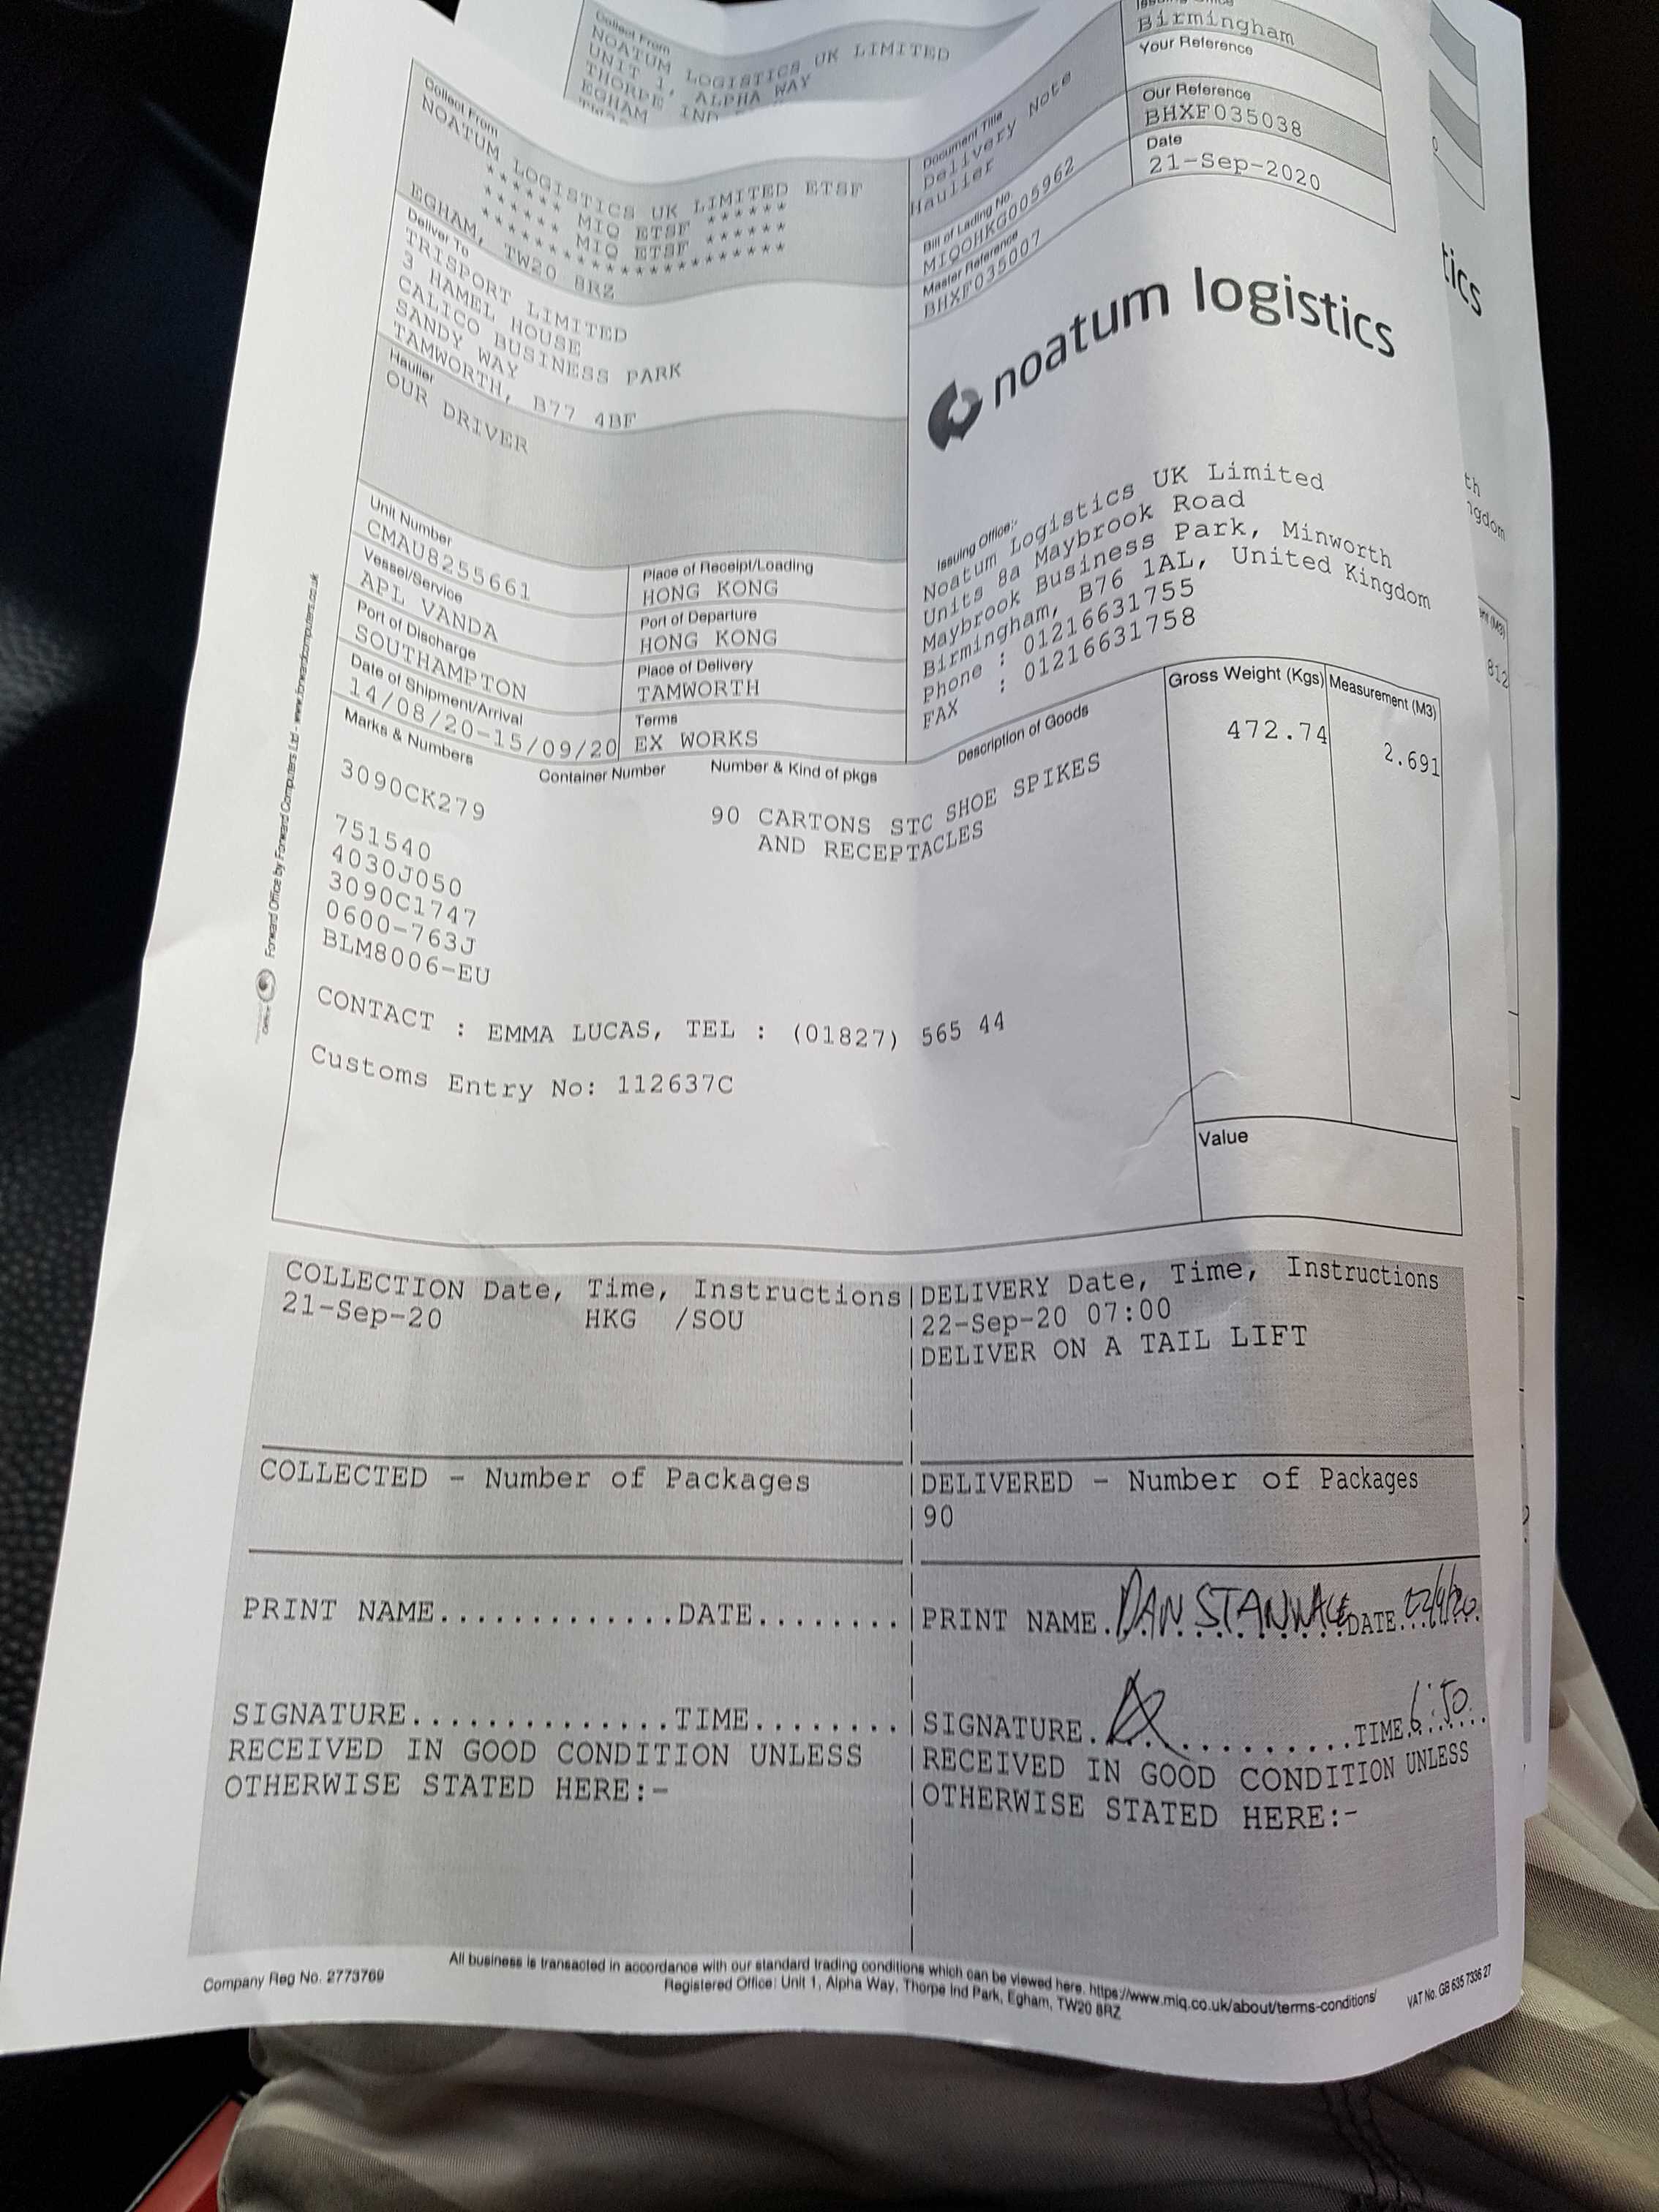 Collect From
NOATUM LOGISTICS UK LIMITED
UNIT 1, ALPHA WAY
THORPE IND
EGHAM
Birmingham
Your Reference
Our Reference
BHXF035038
Date
21-Sep-2020
Document Title
Delivery Note
Haulier
Bill of Lading No.
MIQOHKG005962
Master Reference
BHXF035007
Collect From
NOATUM LOGISTICS UK LIMITED ETSF
****** MIQ ETSF ******
****** MIQ ETSF ******
**********************
EGHAM, TW20 8RZ
Deliver To
TRISPORT LIMITED
3 HAMEL HOUSE
CALICO BUSINESS PARK
SANDY WAY
TAMWORTH, B77 4BF
Haulier
OUR DRIVER
noatum logistics
Issuing Office:-
Noatum Logistics UK Limited
Units 8a Maybrook Road
Maybrook Business Park, Minworth
Birmingham, B76 1AL, United Kingdom
Phone : 01216631755
FAX : 01216631758
Unit Number
CMAU8255661
Vessel/Service
APL VANDA
Port of Discharge
SOUTHAMPTON
Date of Shipment/Arrival
14/08/20-15/09/20
Place of Receipt/Loading
HONG KONG
Port of Departure
HONG KONG
Place of Delivery
TAMWORTH
Terms
EX WORKS
Marks & Numbers Container Number Number & Kind of pkgs Description of Goods Gross Weight (Kgs) Measurement (M3)
3090CK279 90 CARTONS STC SHOE SPIKES 472.74 2.691
AND RECEPTACLES
751540
4030J050
3090C1747
0600-763J
BLM8006-EU
CONTACT : EMMA LUCAS, TEL : (01827) 565 44
Customs Entry No: 112637C
Value
Forward Office by Forward Computers Ltd - www.forwardcomputers.co.uk
COLLECTION Date, Time, Instructions
21-Sep-20 HKG /SOU
DELIVERY Date, Time, Instructions
22-Sep-20 07:00
DELIVER ON A TAIL LIFT
COLLECTED - Number of Packages
DELIVERED - Number of Packages
90
PRINT NAME.............DATE........
PRINT NAME. DAN STANWAY DATE. 22/9/20
SIGNATURE..............TIME........
SIGNATURE. TIME. 6:50.
RECEIVED IN GOOD CONDITION UNLESS
OTHERWISE STATED HERE:-
RECEIVED IN GOOD CONDITION UNLESS
OTHERWISE STATED HERE:-
Company Reg No. 2773769
All business is transacted in accordance with our standard trading conditions which can be viewed here. https://www.miq.co.uk/about/terms-conditions/
Registered Office: Unit 1, Alpha Way, Thorpe Ind Park, Egham, TW20 8RZ
VAT No. GB 635 7336 27
tics
th
ngdom
812